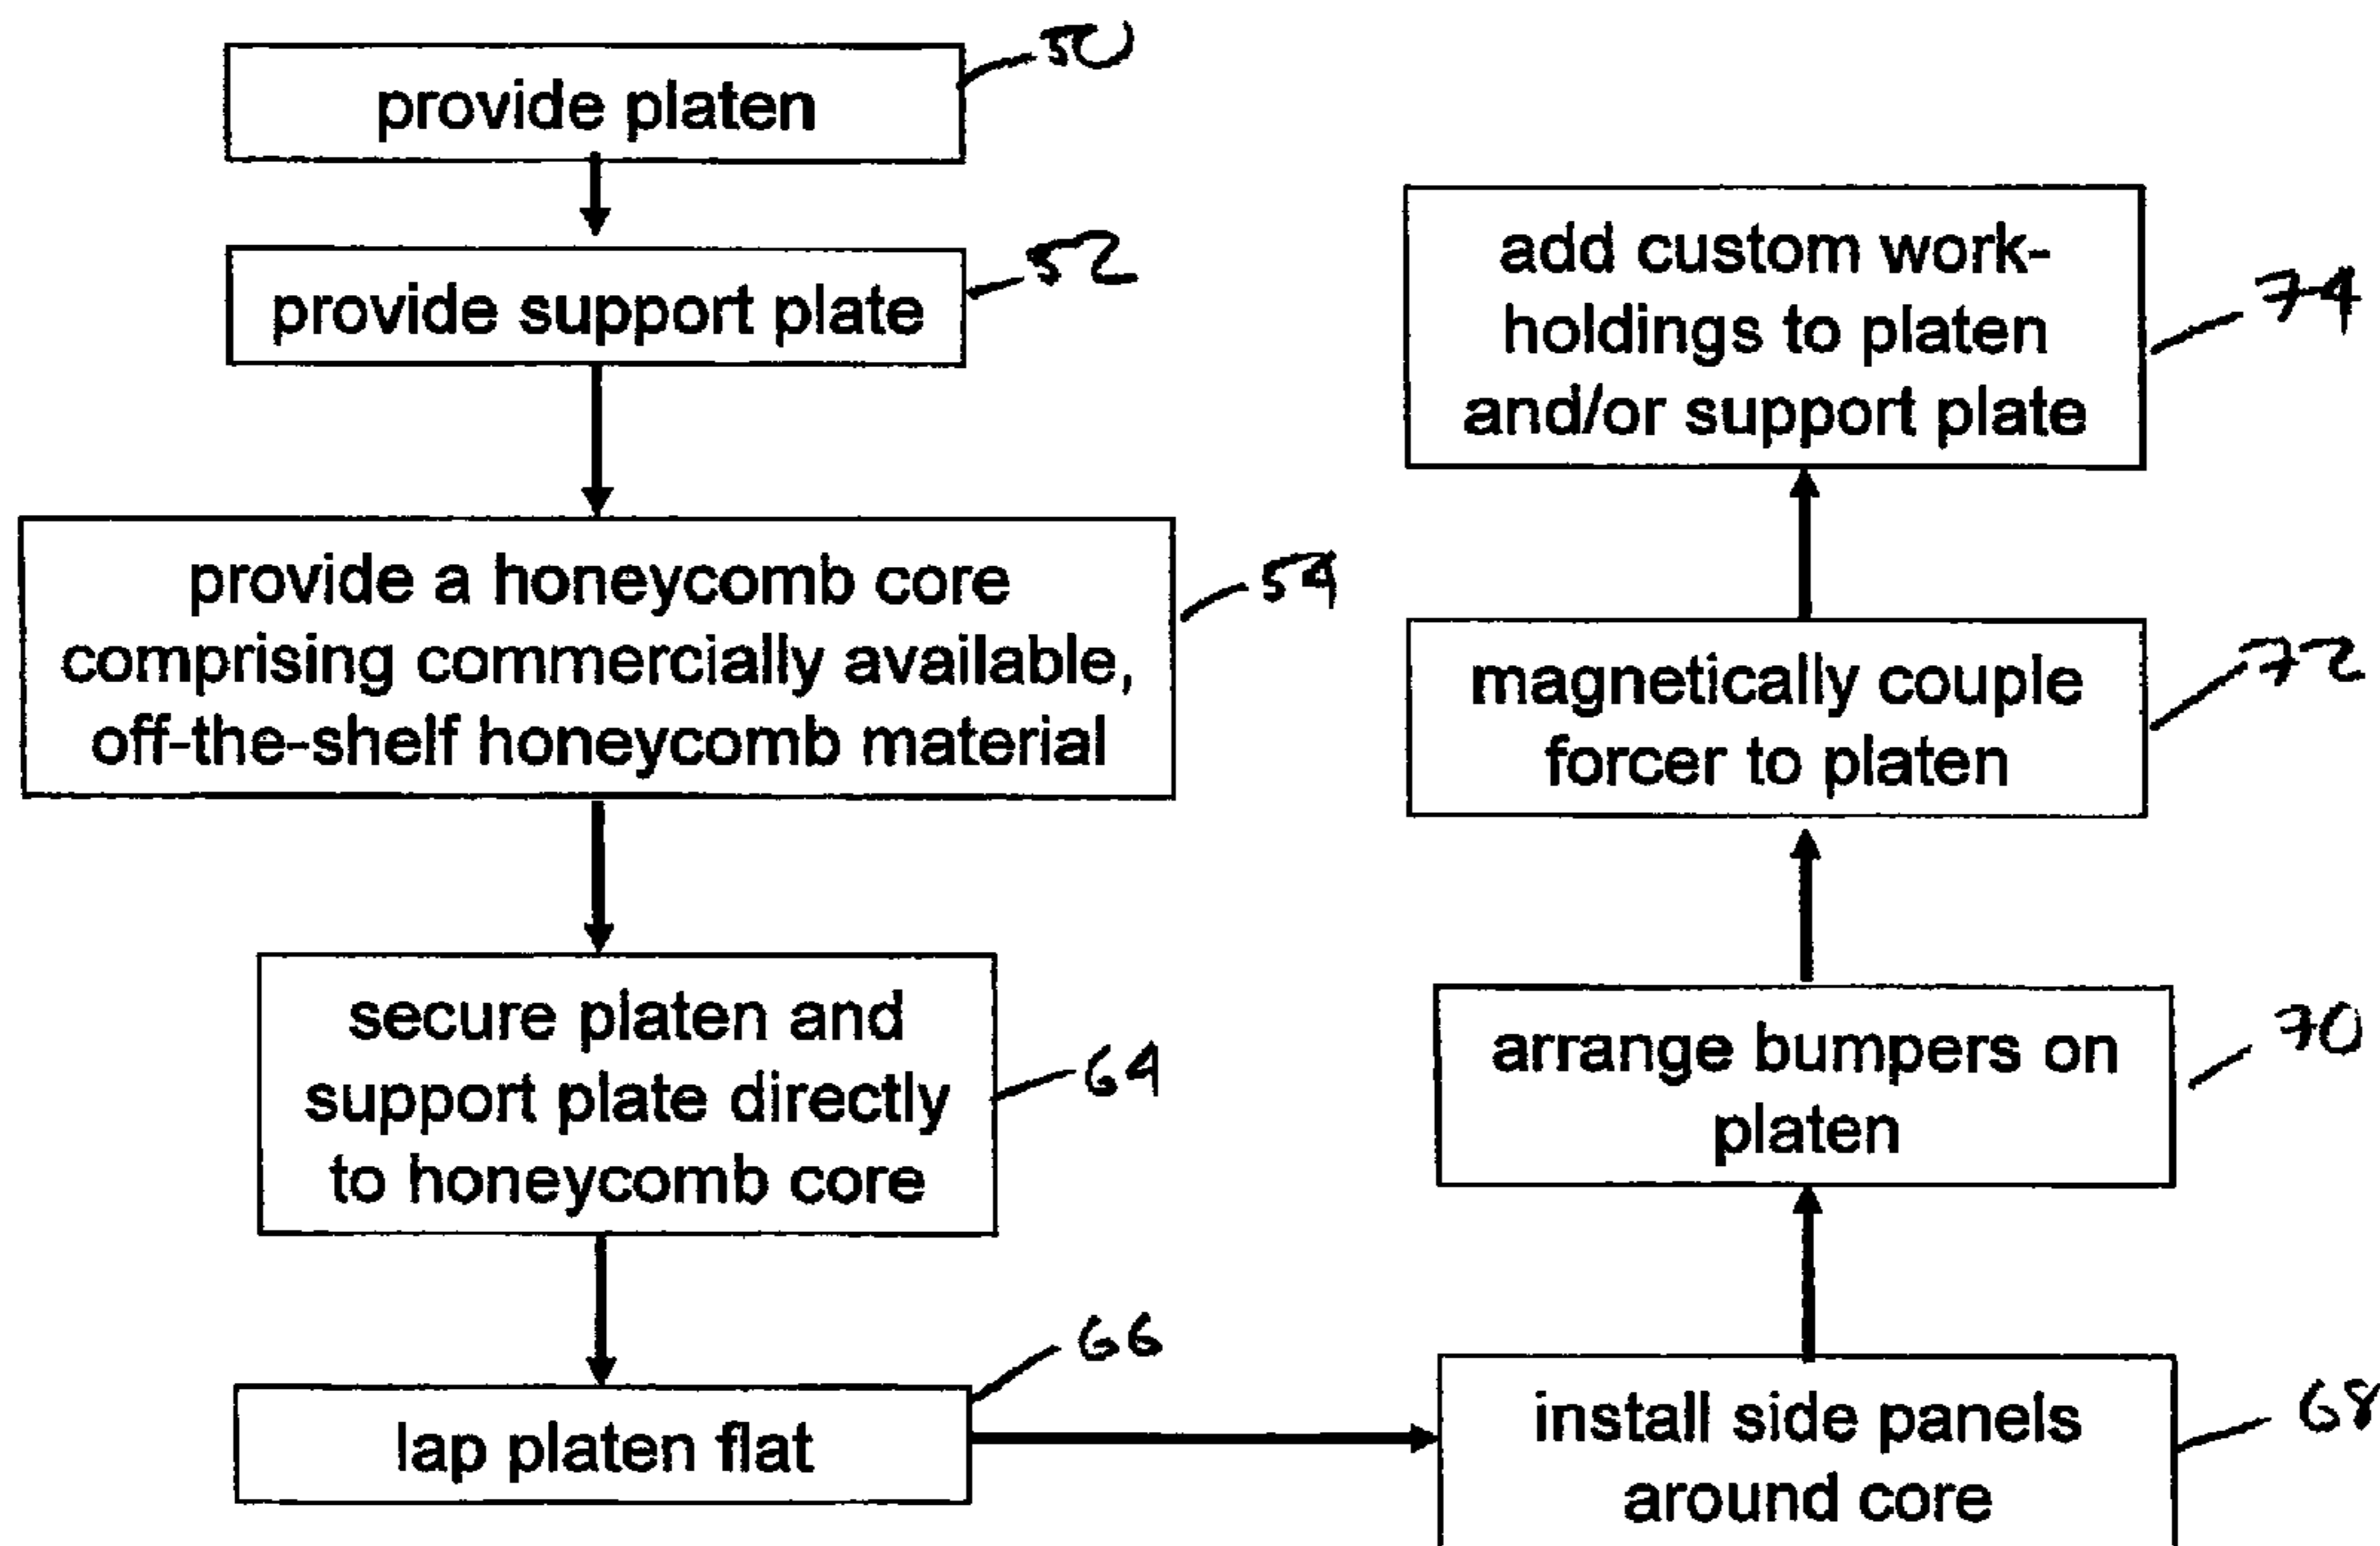 provide platen
50
provide support plate
52
provide a honeycomb core
comprising commercially available,
off-the-shelf honeycomb material
54
secure platen and
support plate directly
to honeycomb core
64
lap platen flat
66
install side panels
around core
68
arrange bumpers on
platen
70
magnetically couple
forcer to platen
72
add custom work-
holdings to platen
and/or support plate
74